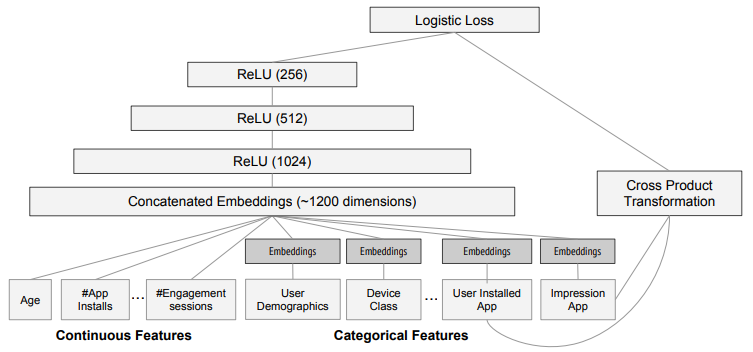 Logistic Loss
ReLU (256)
ReLU (512)
ReLU (1024)
Concatenated Embeddings (~1200 dimensions)
Cross Product
Transformation
Embeddings
Embeddings
Embeddings
Embeddings
Age
#App
Installs
...
#Engagement
sessions
User
Demographics
Device
Class
...
User Installed
App
Impression
App
Continuous Features
Categorical Features